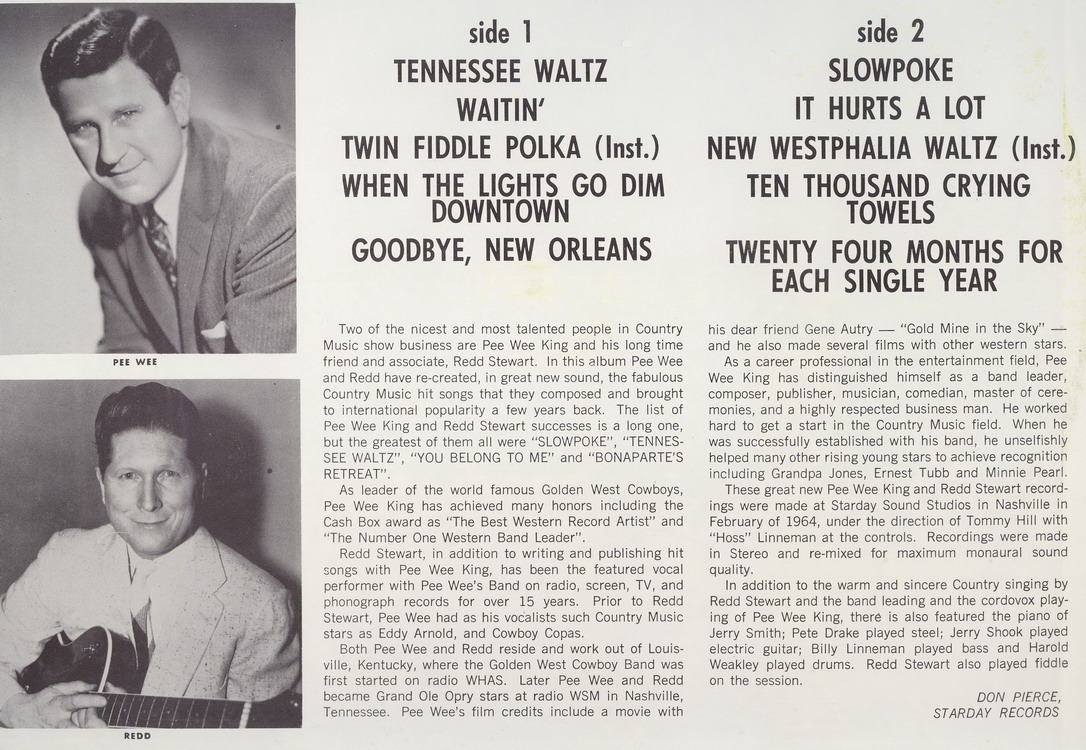 PEE WEE
REDD
side 1
TENNESSEE WALTZ
WAITIN'
TWIN FIDDLE POLKA (Inst.)
WHEN THE LIGHTS GO DIM
DOWNTOWN
GOODBYE, NEW ORLEANS
side 2
SLOWPOKE
IT HURTS A LOT
NEW WESTPHALIA WALTZ (Inst.)
TEN THOUSAND CRYING
TOWELS
TWENTY FOUR MONTHS FOR
EACH SINGLE YEAR
Two of the nicest and most talented people in Country
Music show business are Pee Wee King and his long time
friend and associate, Redd Stewart. In this album Pee Wee
and Redd have re-created, in great new sound, the fabulous
Country Music hit songs that they composed and brought
to international popularity a few years back. The list of
Pee Wee King and Redd Stewart successes is a long one,
but the greatest of them all were "SLOWPOKE", "TENNES-
SEE WALTZ", "YOU BELONG TO ME" and "BONAPARTE'S
RETREAT".
As leader of the world famous Golden West Cowboys,
Pee Wee King has achieved many honors including the
Cash Box award as "The Best Western Record Artist" and
"The Number One Western Band Leader".
Redd Stewart, in addition to writing and publishing hit
songs with Pee Wee King, has been the featured vocal
performer with Pee Wee's Band on radio, screen, TV, and
phonograph records for over 15 years. Prior to Redd
Stewart, Pee Wee had as his vocalists such Country Music
stars as Eddy Arnold, and Cowboy Copas.
Both Pee Wee and Redd reside and work out of Louis-
ville, Kentucky, where the Golden West Cowboy Band was
first started on radio WHAS. Later Pee Wee and Redd
became Grand Ole Opry stars at radio WSM in Nashville,
Tennessee. Pee Wee's film credits include a movie with
his dear friend Gene Autry — "Gold Mine in the Sky" —
and he also made several films with other western stars.
As a career professional in the entertainment field, Pee
Wee King has distinguished himself as a band leader,
composer, publisher, musician, comedian, master of cere-
monies, and a highly respected business man. He worked
hard to get a start in the Country Music field. When he
was successfully established with his band, he unselfishly
helped many other rising young stars to achieve recognition
including Grandpa Jones, Ernest Tubb and Minnie Pearl.
These great new Pee Wee King and Redd Stewart record-
ings were made at Starday Sound Studios in Nashville in
February of 1964, under the direction of Tommy Hill with
"Hoss" Linneman at the controls. Recordings were made
in Stereo and re-mixed for maximum monaural sound
quality.
In addition to the warm and sincere Country singing by
Redd Stewart and the band leading and the cordovox play-
ing of Pee Wee King, there is also featured the piano of
Jerry Smith; Pete Drake played steel; Jerry Shook played
electric guitar; Billy Linneman played bass and Harold
Weakley played drums. Redd Stewart also played fiddle
on the session.
DON PIERCE,
STARDAY RECORDS